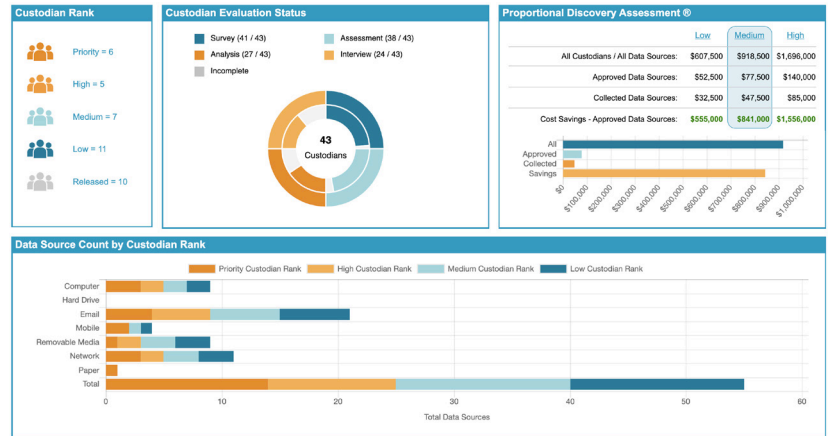 Custodian Rank
Priority = 6
High = 5
Medium = 7
Low = 11
Released = 10
Custodian Evaluation Status
Survey (41 / 43)
Assessment (38 / 43)
Analysis (27 / 43)
Interview (24 / 43)
Incomplete
43
Custodians
Proportional Discovery Assessment ®
Low Medium High
All Custodians / All Data Sources: $607,500 $918,500 $1,696,000
Approved Data Sources: $52,500 $77,500 $140,000
Collected Data Sources: $32,500 $47,500 $85,000
Cost Savings - Approved Data Sources: $555,000 $841,000 $1,556,000
All
Approved
Collected
Savings
$0 $100,000 $200,000 $300,000 $400,000 $500,000 $600,000 $700,000 $800,000 $900,000 $1,000,000
Data Source Count by Custodian Rank
Priority Custodian Rank High Custodian Rank Medium Custodian Rank Low Custodian Rank
Computer
Hard Drive
Email
Mobile
Removable Media
Network
Paper
Total
0 10 20 30 40 50 60
Total Data Sources